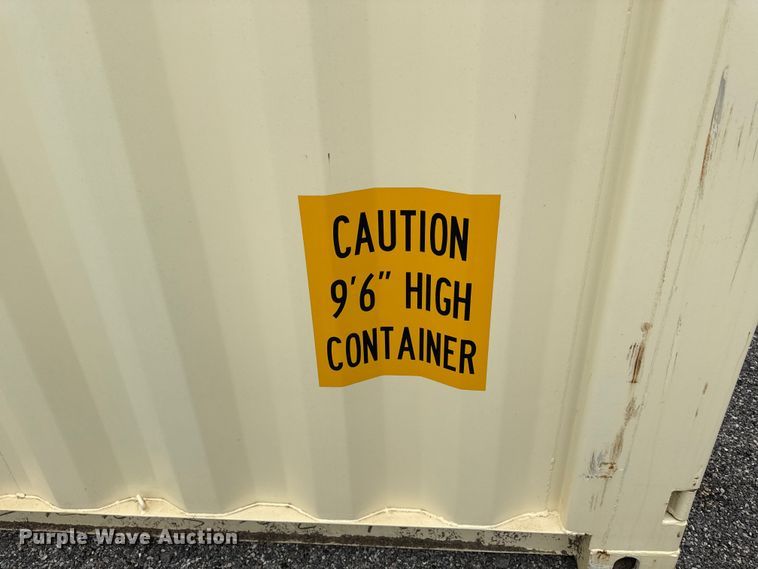 CAUTION
9'6" HIGH
CONTAINER
Purple Wave Auction